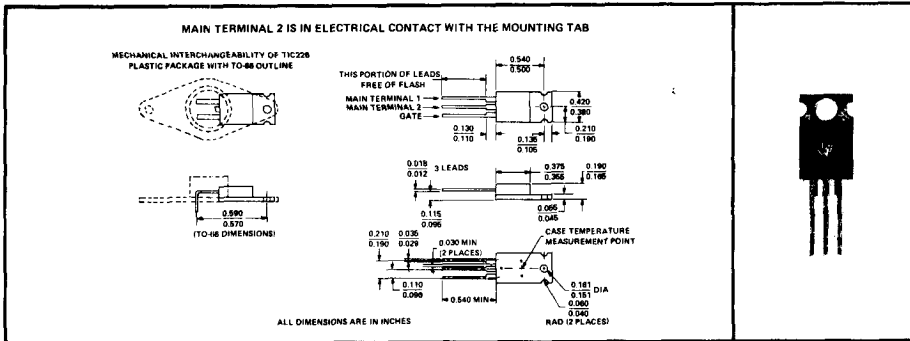 MAIN TERMINAL 2 IS IN ELECTRICAL CONTACT WITH THE MOUNTING TAB
MECHANICAL INTERCHANGEABILITY OF TIC226
PLASTIC PACKAGE WITH TO-66 OUTLINE
0.590
0.570
(TO-66 DIMENSIONS)
THIS PORTION OF LEADS
FREE OF FLASH
MAIN TERMINAL 1
MAIN TERMINAL 2
GATE
0.540
0.500
0.420
0.380
0.210
0.190
0.130
0.110
0.135
0.105
0.018
0.012
3 LEADS
0.375
0.355
0.190
0.165
0.115
0.095
0.055
0.045
0.210
0.190
0.035
0.029
0.030 MIN
(2 PLACES)
CASE TEMPERATURE
MEASUREMENT POINT
0.110
0.090
0.540 MIN
0.161
0.151
DIA
0.060
0.040
RAD (2 PLACES)
ALL DIMENSIONS ARE IN INCHES